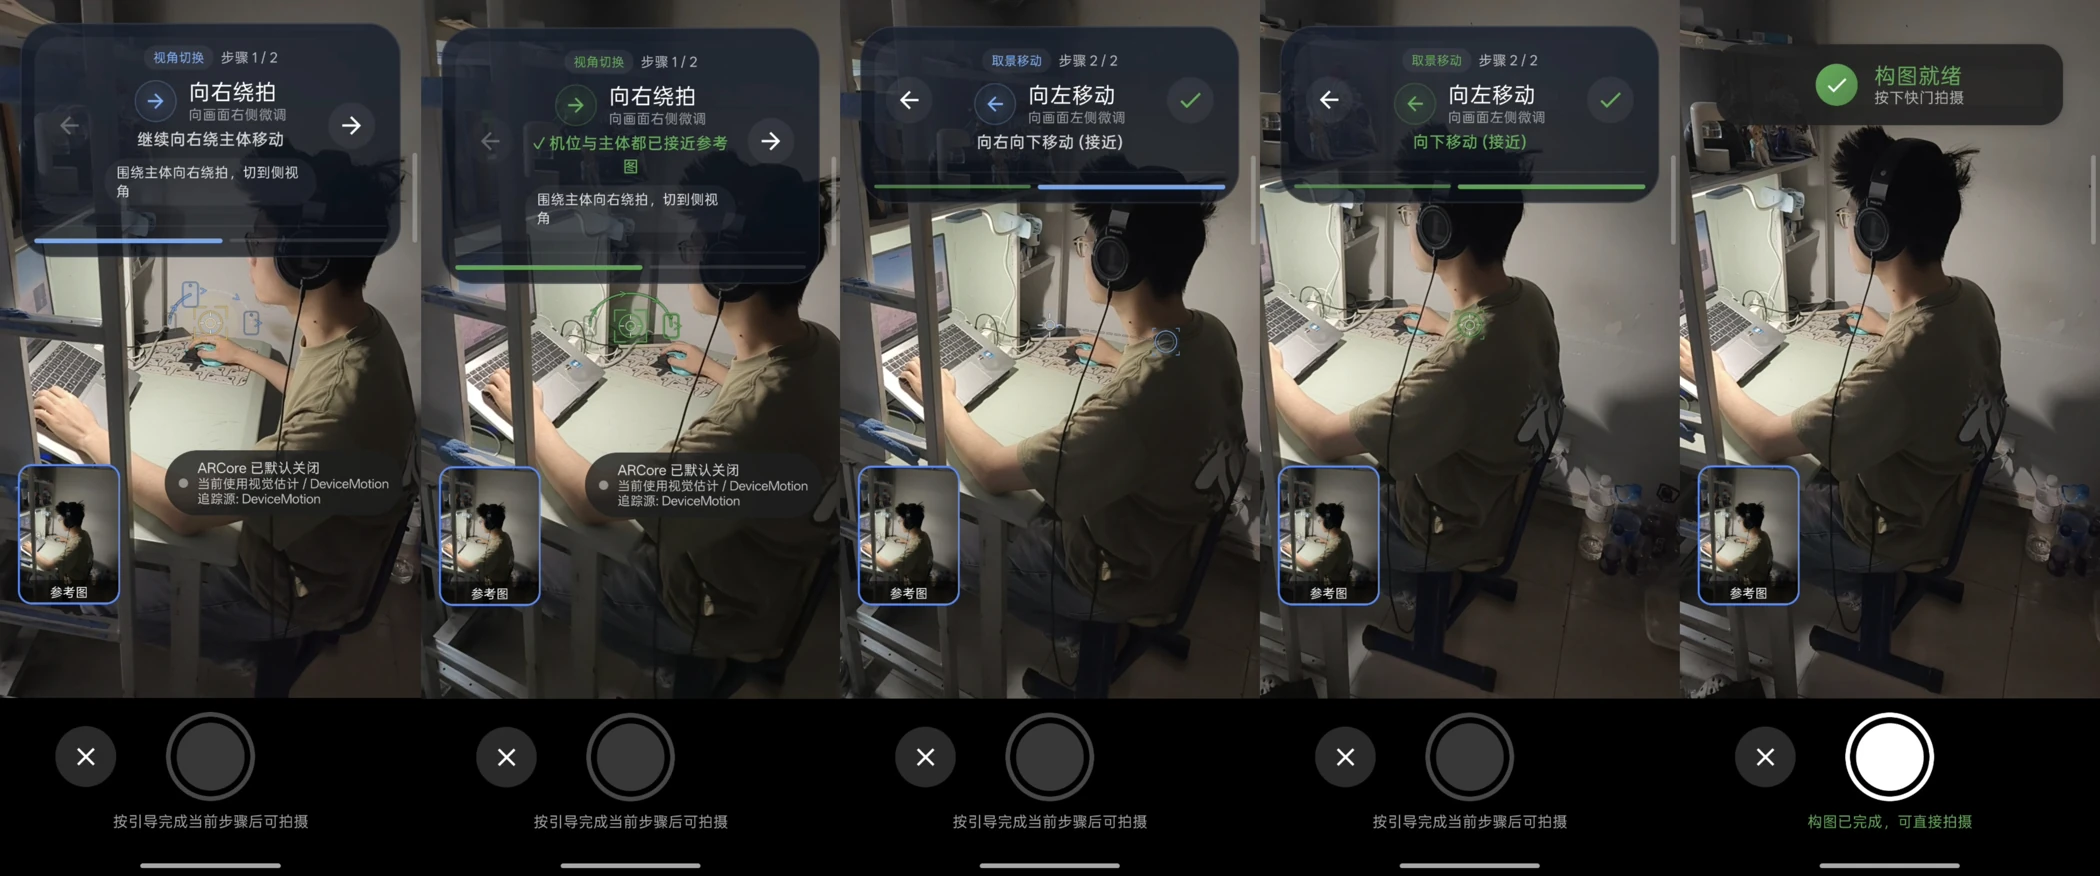 视角切换 步骤 1 / 2
向右绕拍
向画面右侧微调
继续向右绕主体移动
围绕主体向右绕拍，切到侧视
角
ARCore 已默认关闭
当前使用视觉估计 / DeviceMotion
追踪源: DeviceMotion
参考图
按引导完成当前步骤后可拍摄
视角切换 步骤 1 / 2
向右绕拍
向画面右侧微调
✓ 机位与主体都已接近参考
图
围绕主体向右绕拍，切到侧视
角
ARCore 已默认关闭
当前使用视觉估计 / DeviceMotion
追踪源: DeviceMotion
参考图
按引导完成当前步骤后可拍摄
取景移动 步骤 2 / 2
向左移动
向画面左侧微调
向右向下移动 (接近)
参考图
按引导完成当前步骤后可拍摄
取景移动 步骤 2 / 2
向左移动
向画面左侧微调
向下移动 (接近)
参考图
按引导完成当前步骤后可拍摄
构图就绪
按下快门拍摄
参考图
构图已完成，可直接拍摄